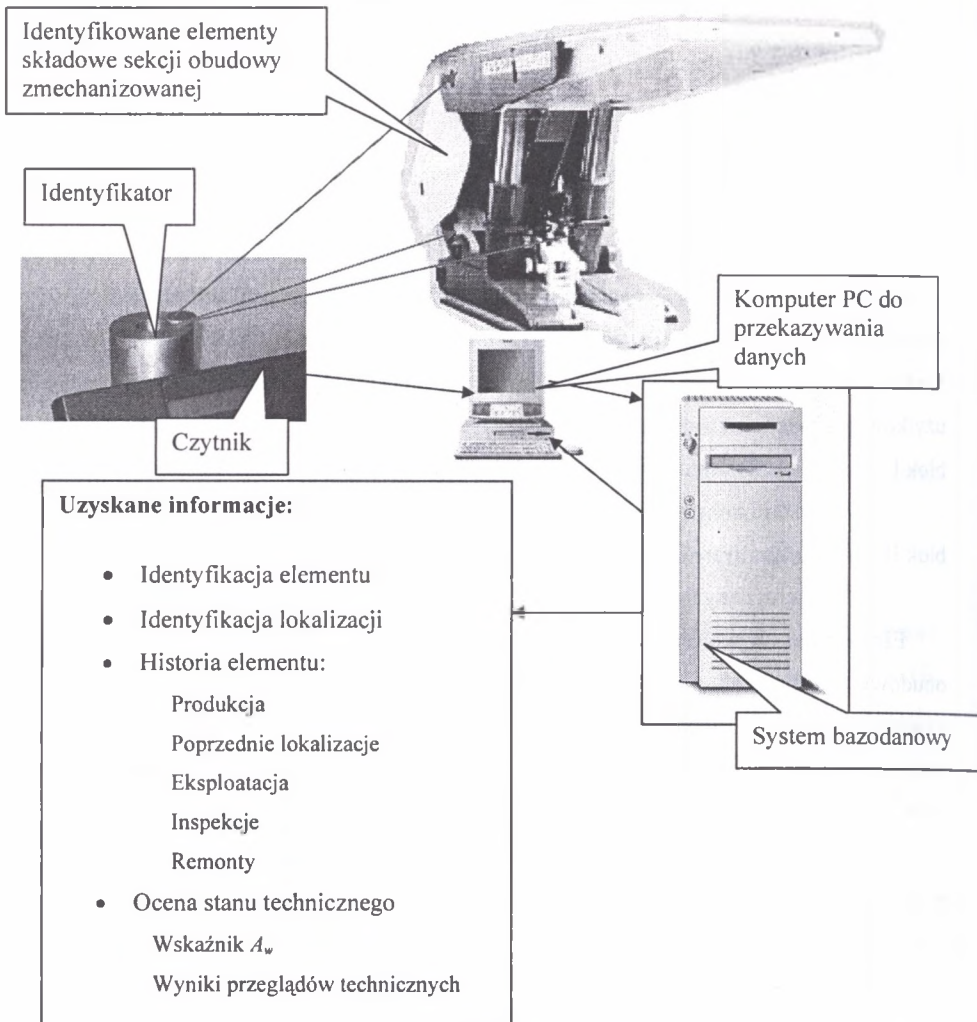 Identyfikowane elementy
składowe sekcji obudowy
zmechanizowanej
Identyfikator
Komputer PC do
przekazywania
danych
Czytnik
Uzyskane informacje:
• Identyfikacja elementu
• Identyfikacja lokalizacji
• Historia elementu:
Produkcja
Poprzednie lokalizacje
Eksploatacja
Inspekcje
Remonty
• Ocena stanu technicznego
Wskaźnik Aw
Wyniki przeglądów technicznych
System bazodanowy